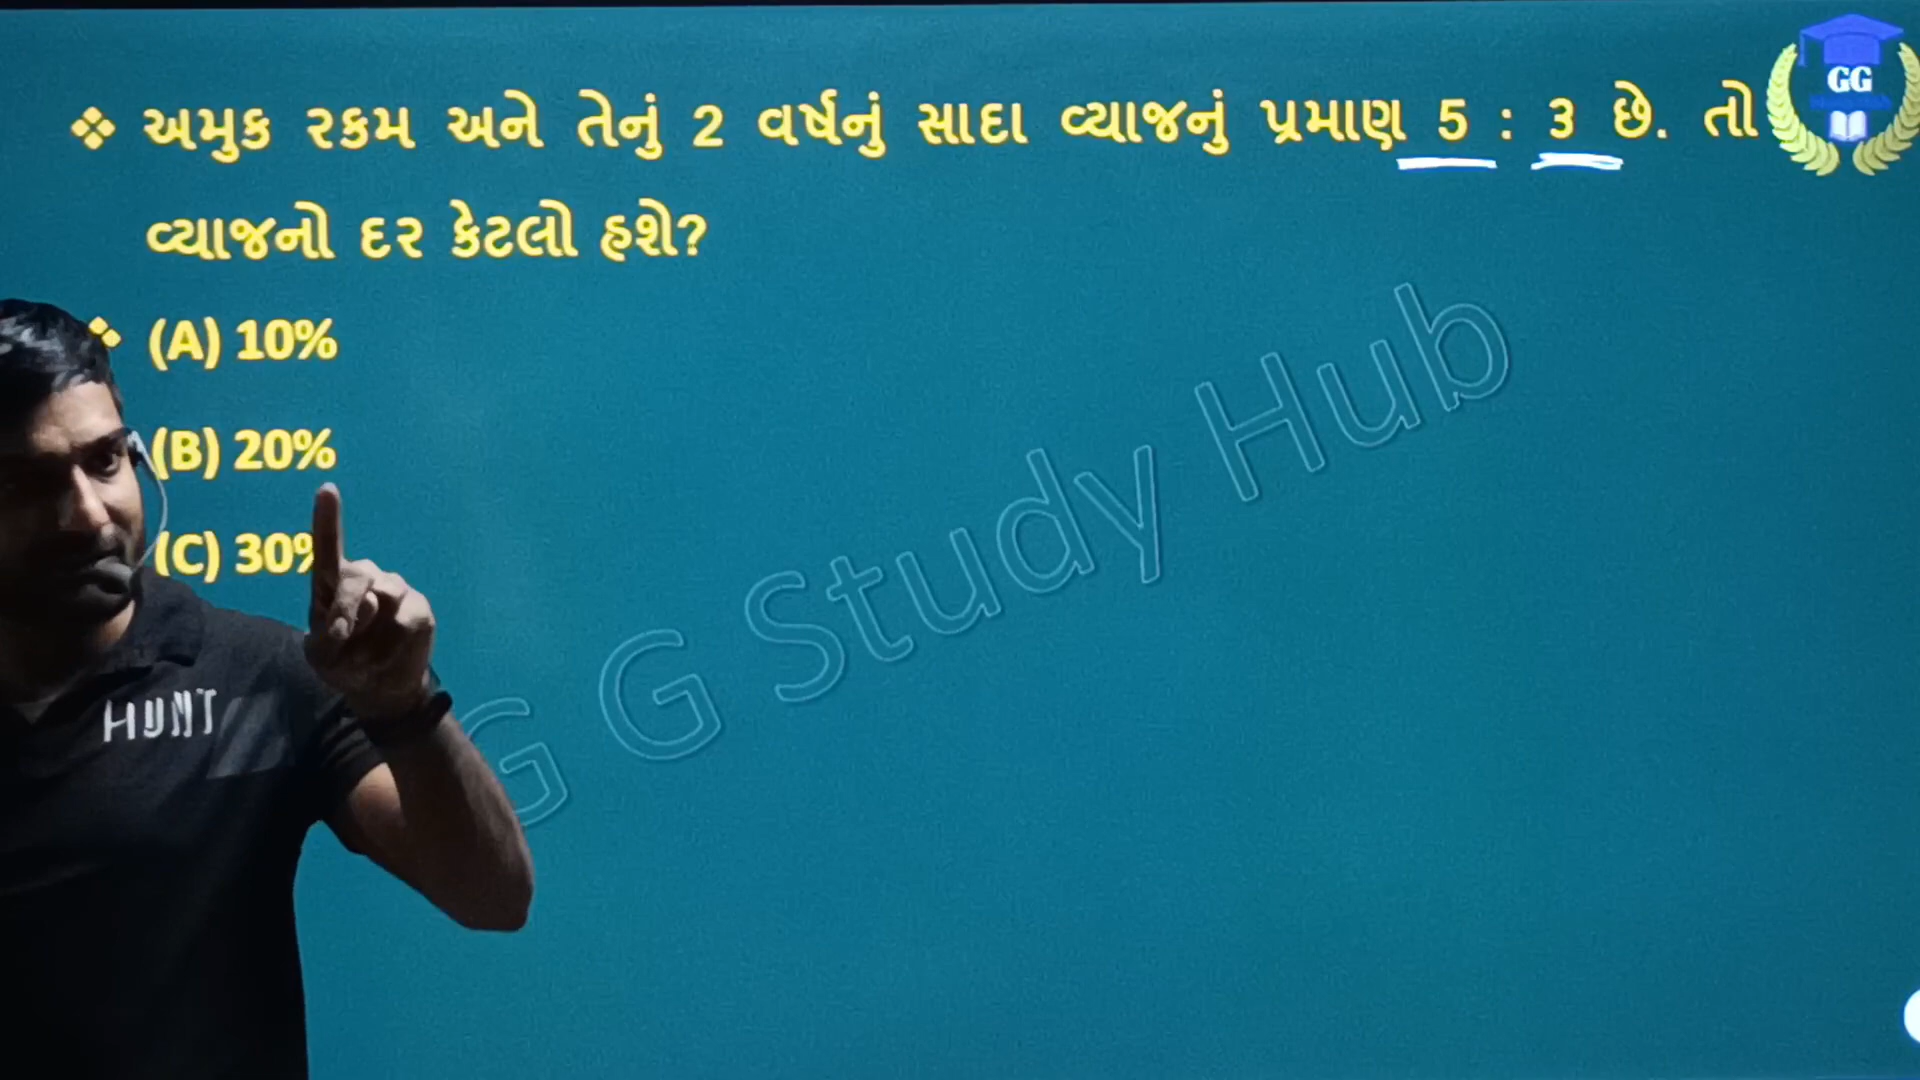 ❖ અમુક રકમ અને તેનું 2 વર્ષનું સાદા વ્યાજનું પ્રમાણ 5 : 3 છે. તો
વ્યાજનો દર કેટલો હશે?
(A) 10%
(B) 20%
(C) 30%
G G Study Hub
HUNT
GG